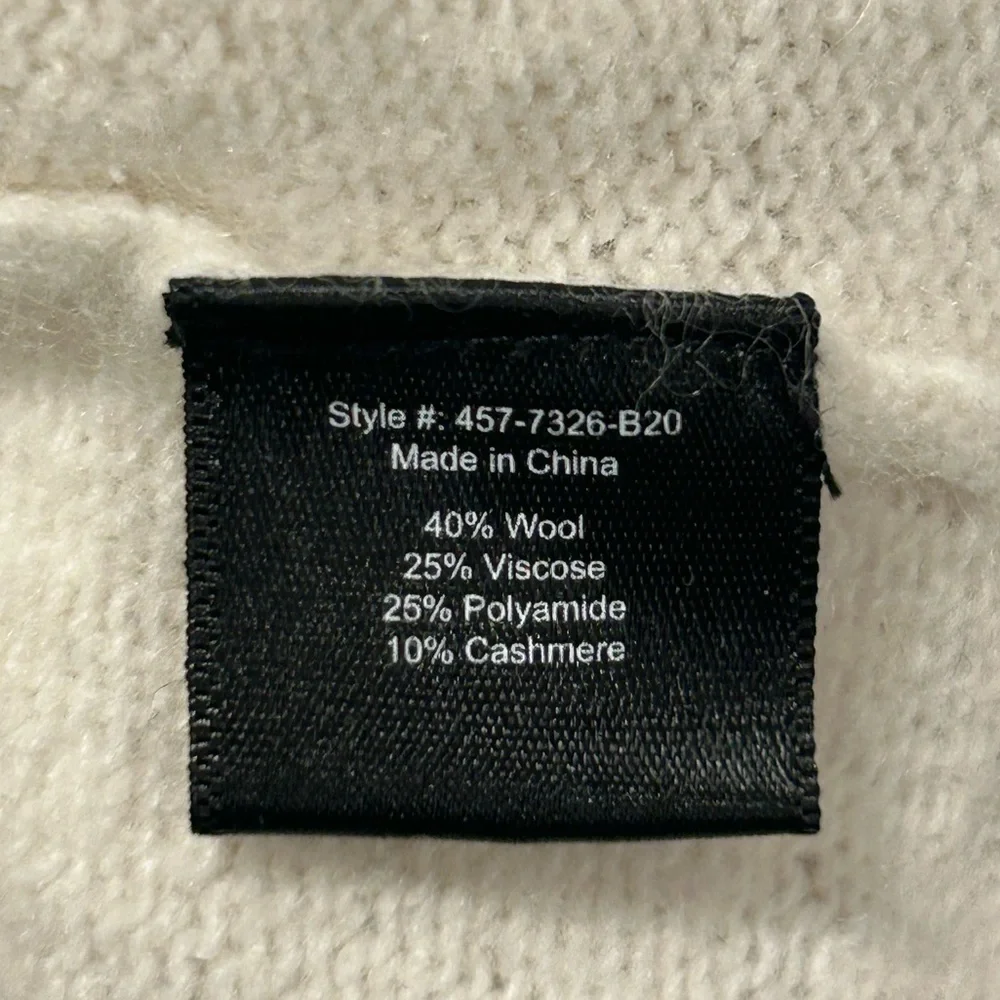 Style #: 457-7326-B20
Made in China
40% Wool
25% Viscose
25% Polyamide
10% Cashmere